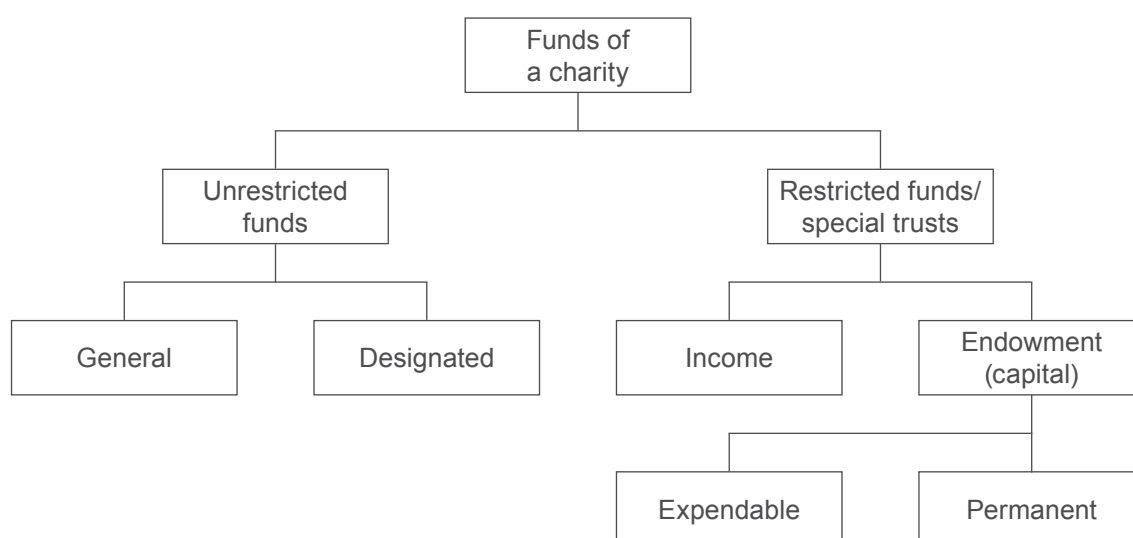 Funds of
a charity
Unrestricted
funds
Restricted funds/
special trusts
General
Designated
Income
Endowment
(capital)
Expendable
Permanent